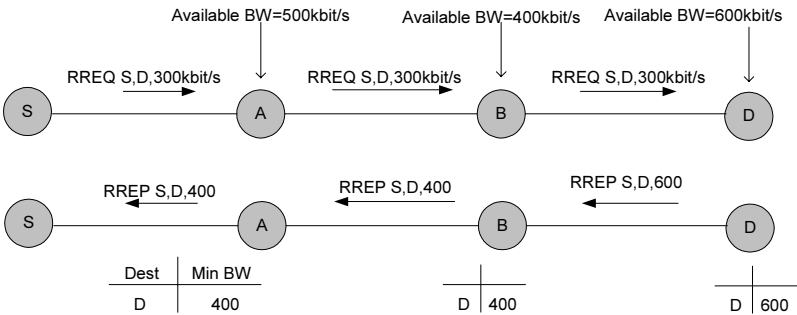 Available BW=500kbit/s
Available BW=400kbit/s
Available BW=600kbit/s
RREQ S,D,300kbit/s
RREQ S,D,300kbit/s
RREQ S,D,300kbit/s
S
A
B
D
RREP S,D,400
RREP S,D,400
RREP S,D,600
S
A
B
D
Dest Min BW
D 400
D 400
D 600